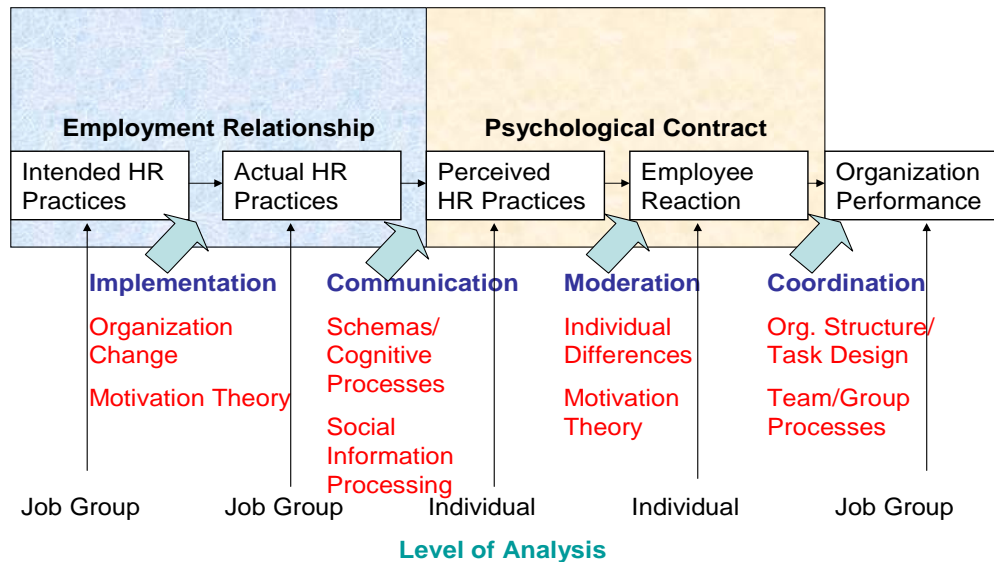 Employment Relationship
Psychological Contract
Intended HR
Practices
Actual HR
Practices
Perceived
HR Practices
Employee
Reaction
Organization
Performance
Implementation
Communication
Moderation
Coordination
Organization
Change
Motivation Theory
Schemas/
Cognitive
Processes
Social
Information
Processing
Individual
Differences
Motivation
Theory
Org. Structure/
Task Design
Team/Group
Processes
Job Group
Job Group
Individual
Individual
Job Group
Level of Analysis